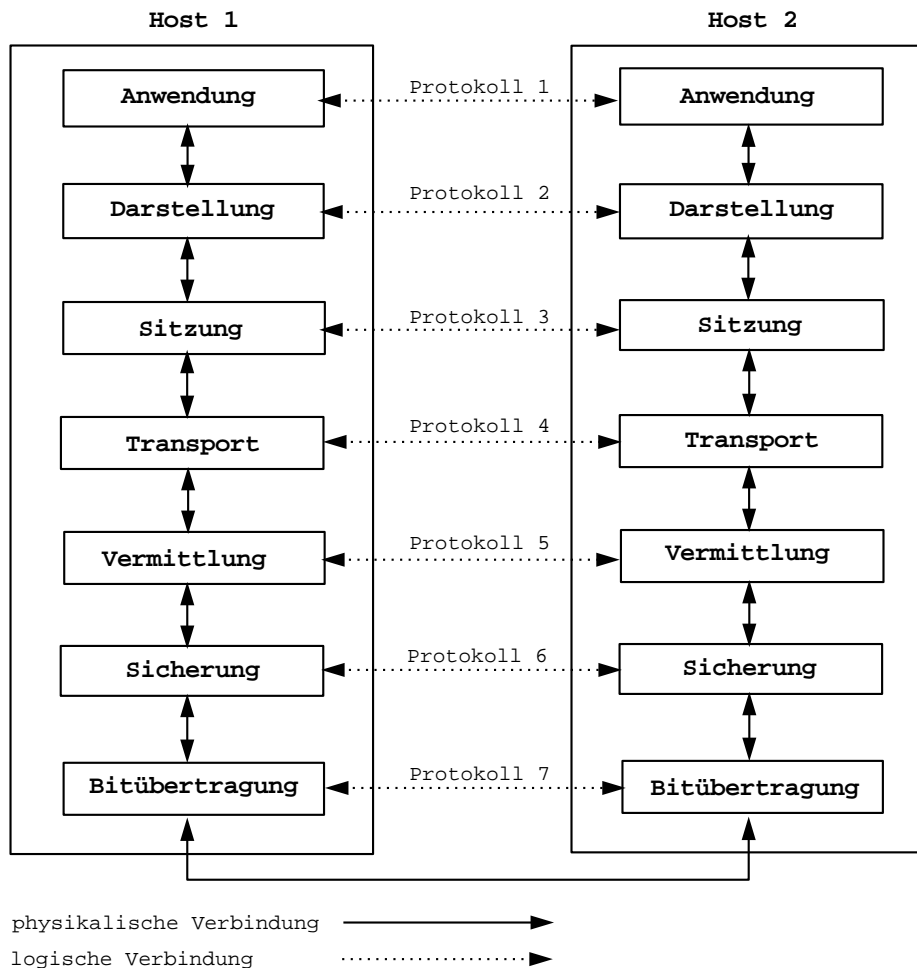 Host 1 Host 2
Anwendung Protokoll 1 Anwendung
Darstellung Protokoll 2 Darstellung
Sitzung Protokoll 3 Sitzung
Transport Protokoll 4 Transport
Vermittlung Protokoll 5 Vermittlung
Sicherung Protokoll 6 Sicherung
Bitübertragung Protokoll 7 Bitübertragung
physikalische Verbindung
logische Verbindung